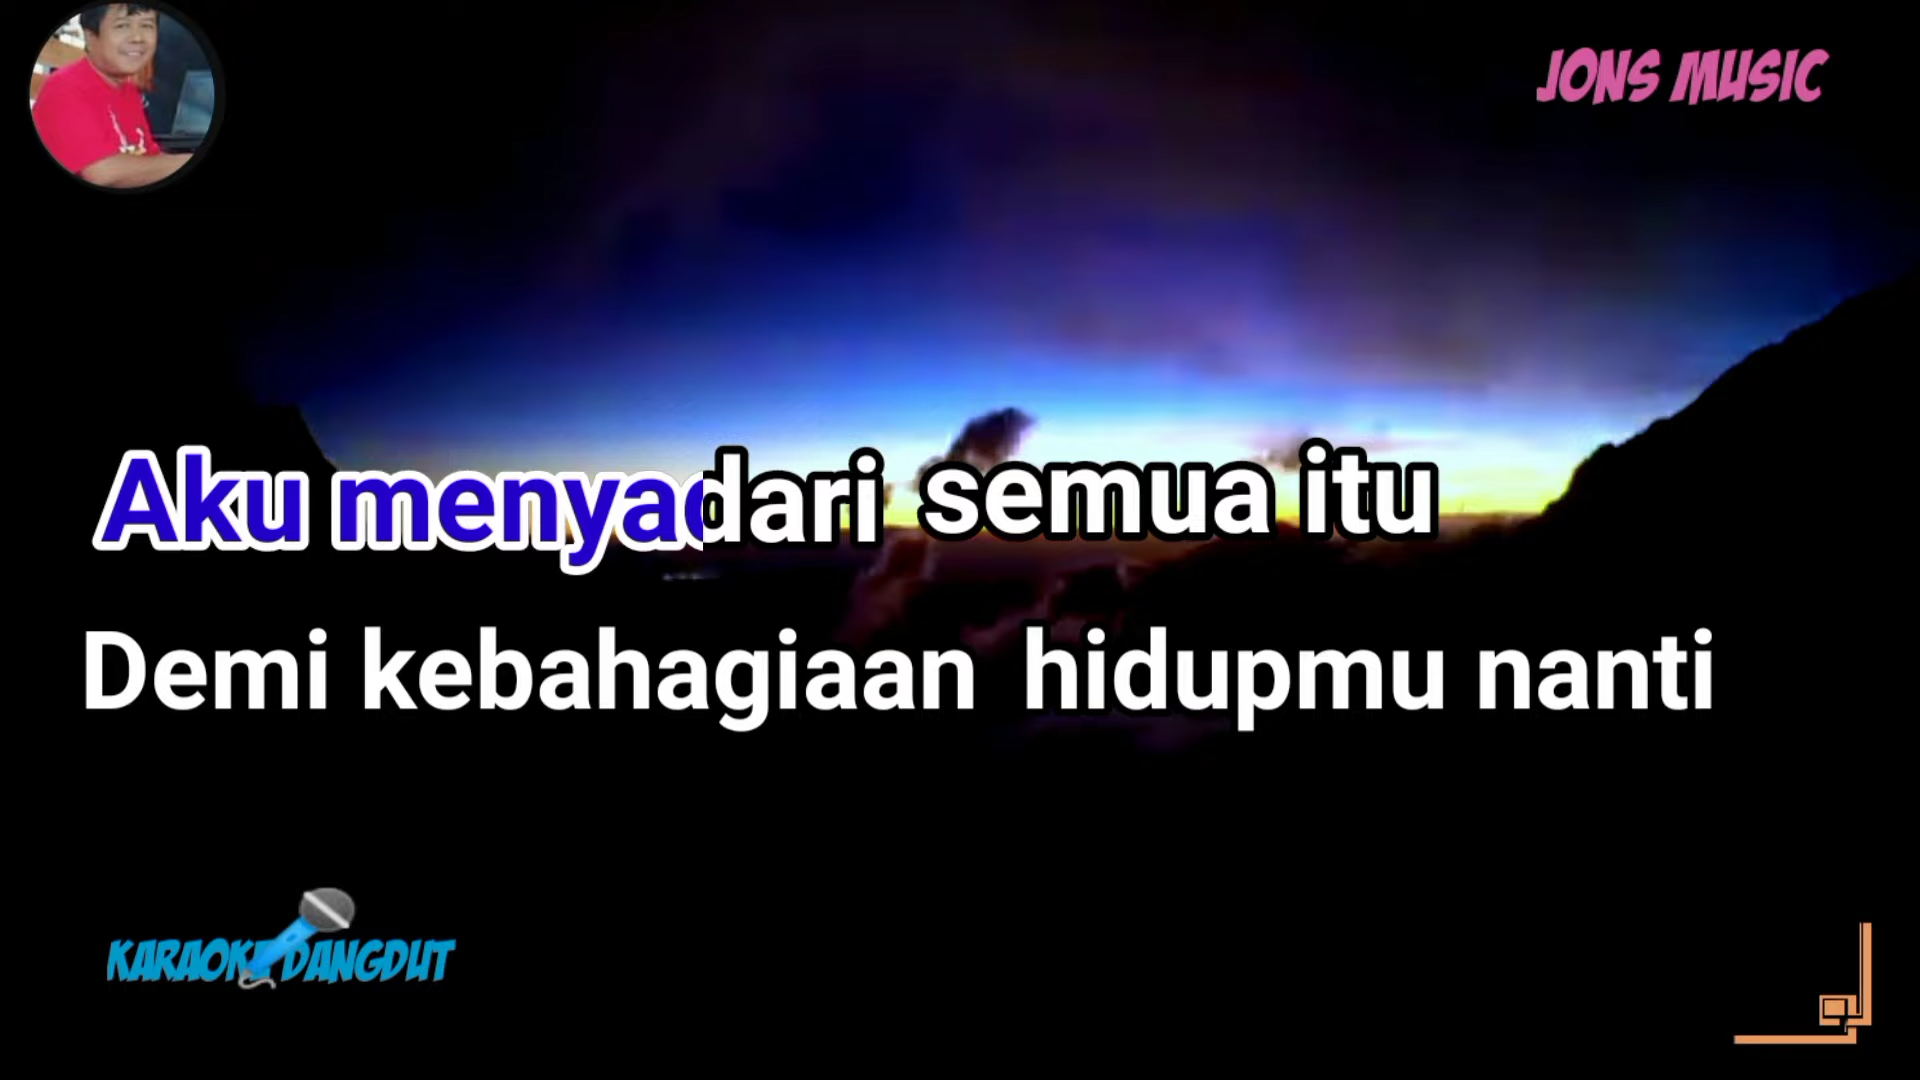 JONS MUSIC
Aku menyadari semua itu
Demi kebahagiaan hidupmu nanti
KARAOKE DANGDUT